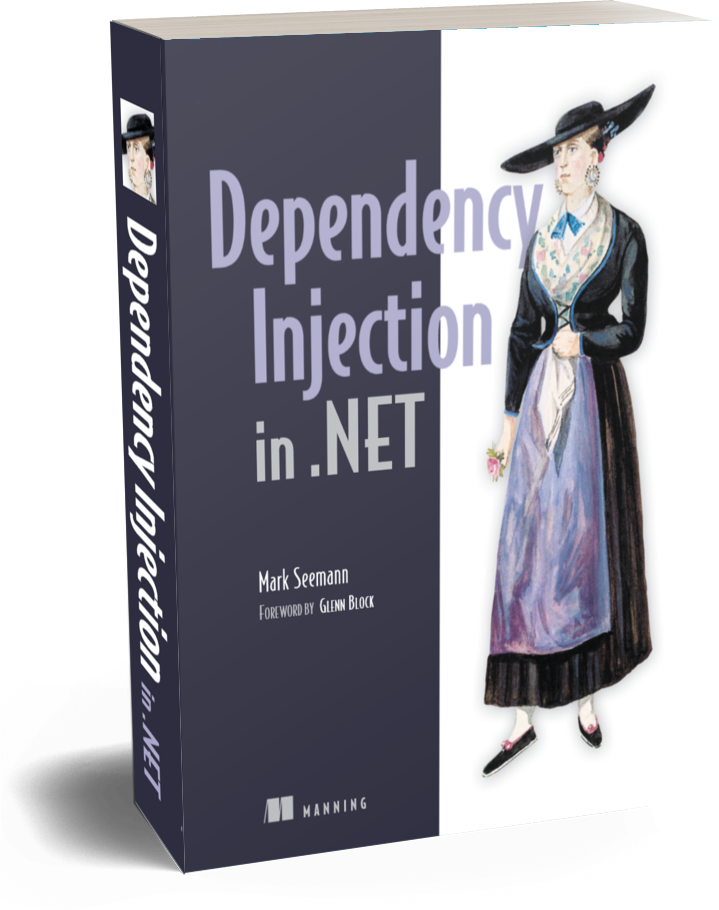 Dependency
Injection
in .NET
Mark Seemann
FOREWORD BY GLENN BLOCK
MANNING
Dependency Injection in .NET